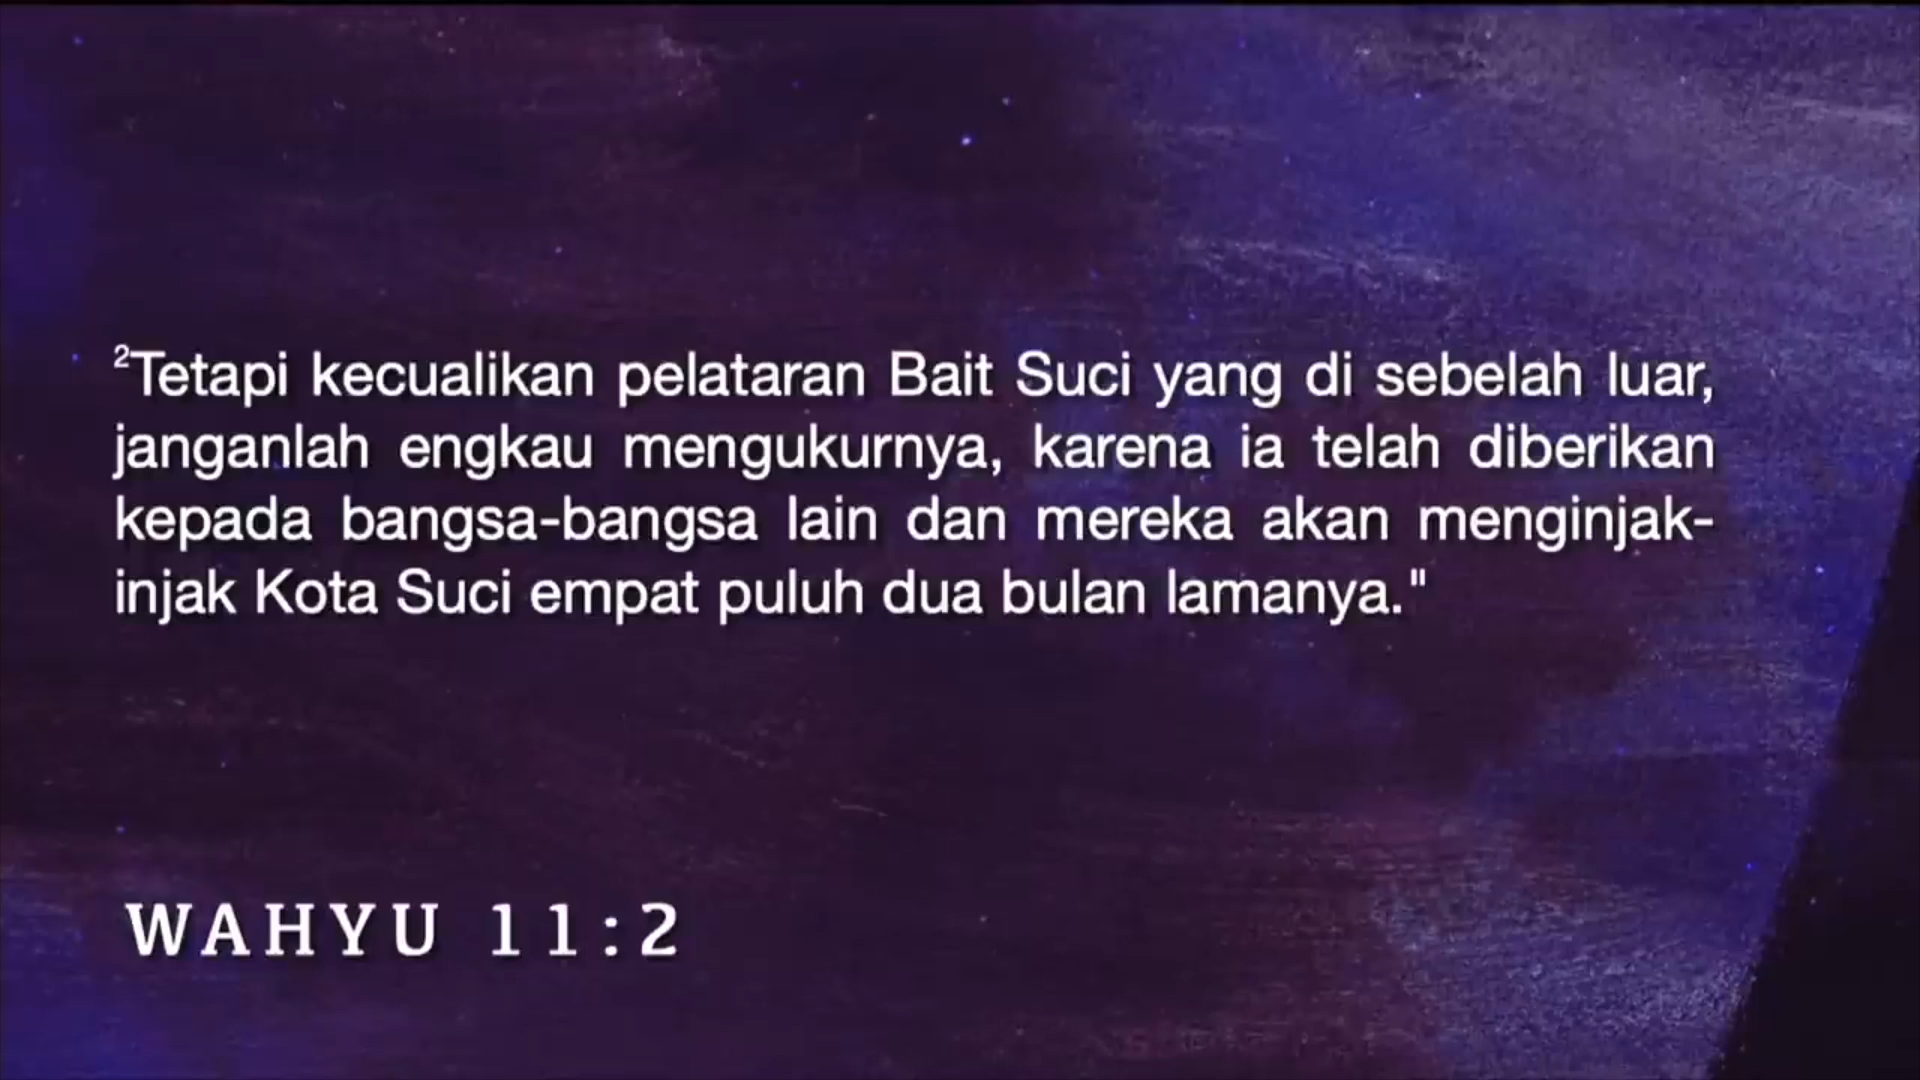 ²Tetapi kecualikan pelataran Bait Suci yang di sebelah luar,
janganlah engkau mengukurnya, karena ia telah diberikan
kepada bangsa-bangsa lain dan mereka akan menginjak-
injak Kota Suci empat puluh dua bulan lamanya."
WAHYU 11:2